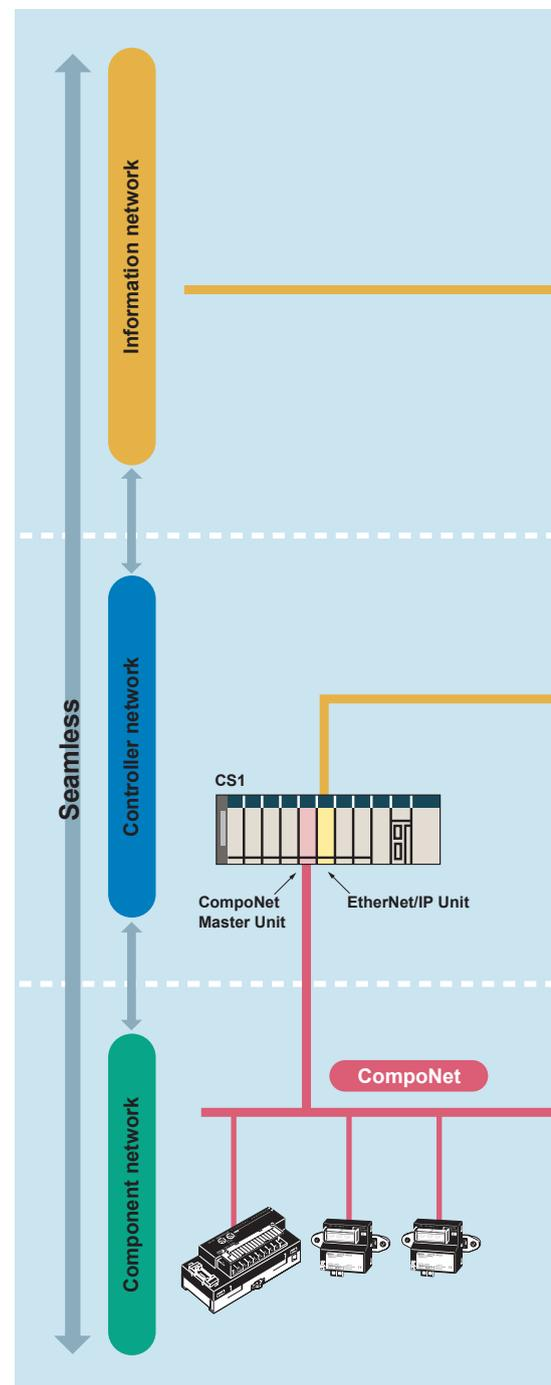 Information network
Seamless
Controller network
CS1
CompoNet
Master Unit
EtherNet/IP Unit
CompoNet
Component network